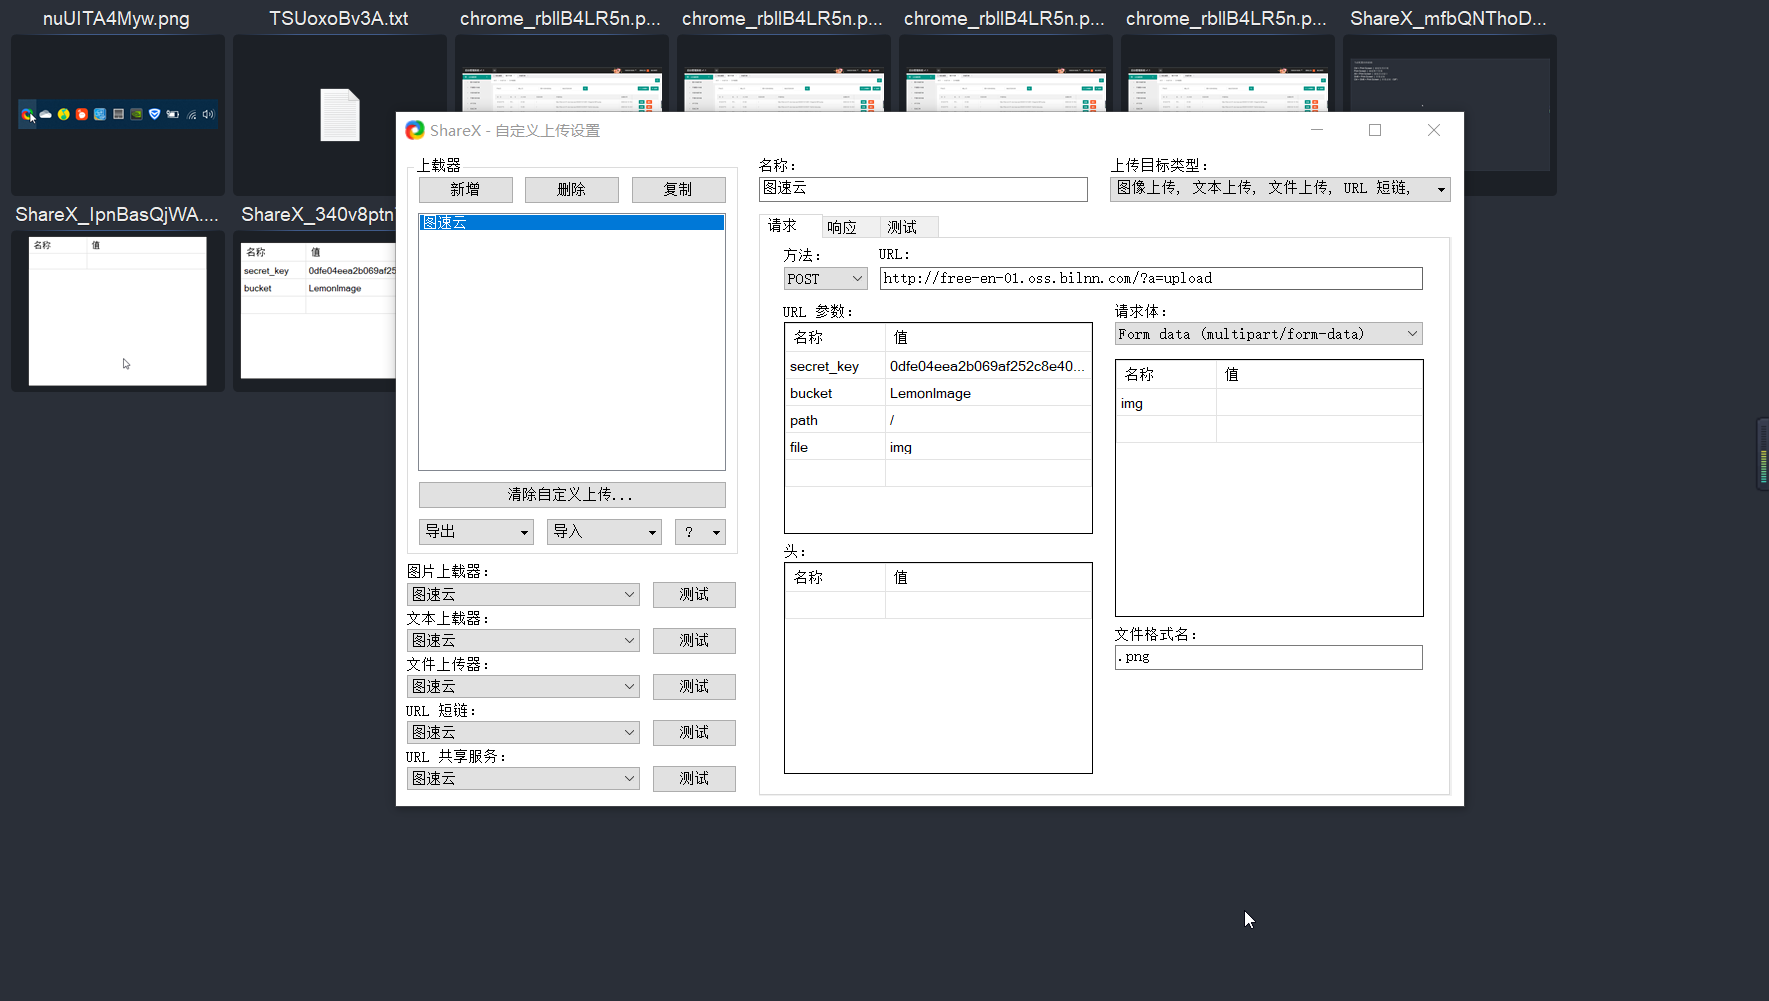 nuUITA4Myw.png
TSUoxoBv3A.txt
chrome_rbllB4LR5n.p...
chrome_rbllB4LR5n.p...
chrome_rbllB4LR5n.p...
chrome_rbllB4LR5n.p...
ShareX_mfbQNThoD...
ShareX_IpnBasQjWA....
ShareX_340v8ptn
名称 值
名称 值
secret_key 0dfe04eea2b069af25
bucket LemonImage
ShareX - 自定义上传设置
上载器
新增 删除 复制
图速云
清除自定义上传...
导出 导入 ?
图片上载器:
图速云 测试
文本上载器:
图速云 测试
文件上传器:
图速云 测试
URL 短链:
图速云 测试
URL 共享服务:
图速云 测试
名称:
图速云
上传目标类型:
图像上传, 文本上传, 文件上传, URL 短链,
请求 响应 测试
方法:
POST
URL:
http://free-en-01.oss.bilnn.com/?a=upload
URL 参数:
名称 值
secret_key 0dfe04eea2b069af252c8e40...
bucket LemonImage
path /
file img
头:
名称 值
请求体:
Form data (multipart/form-data)
名称 值
img
文件格式名:
.png